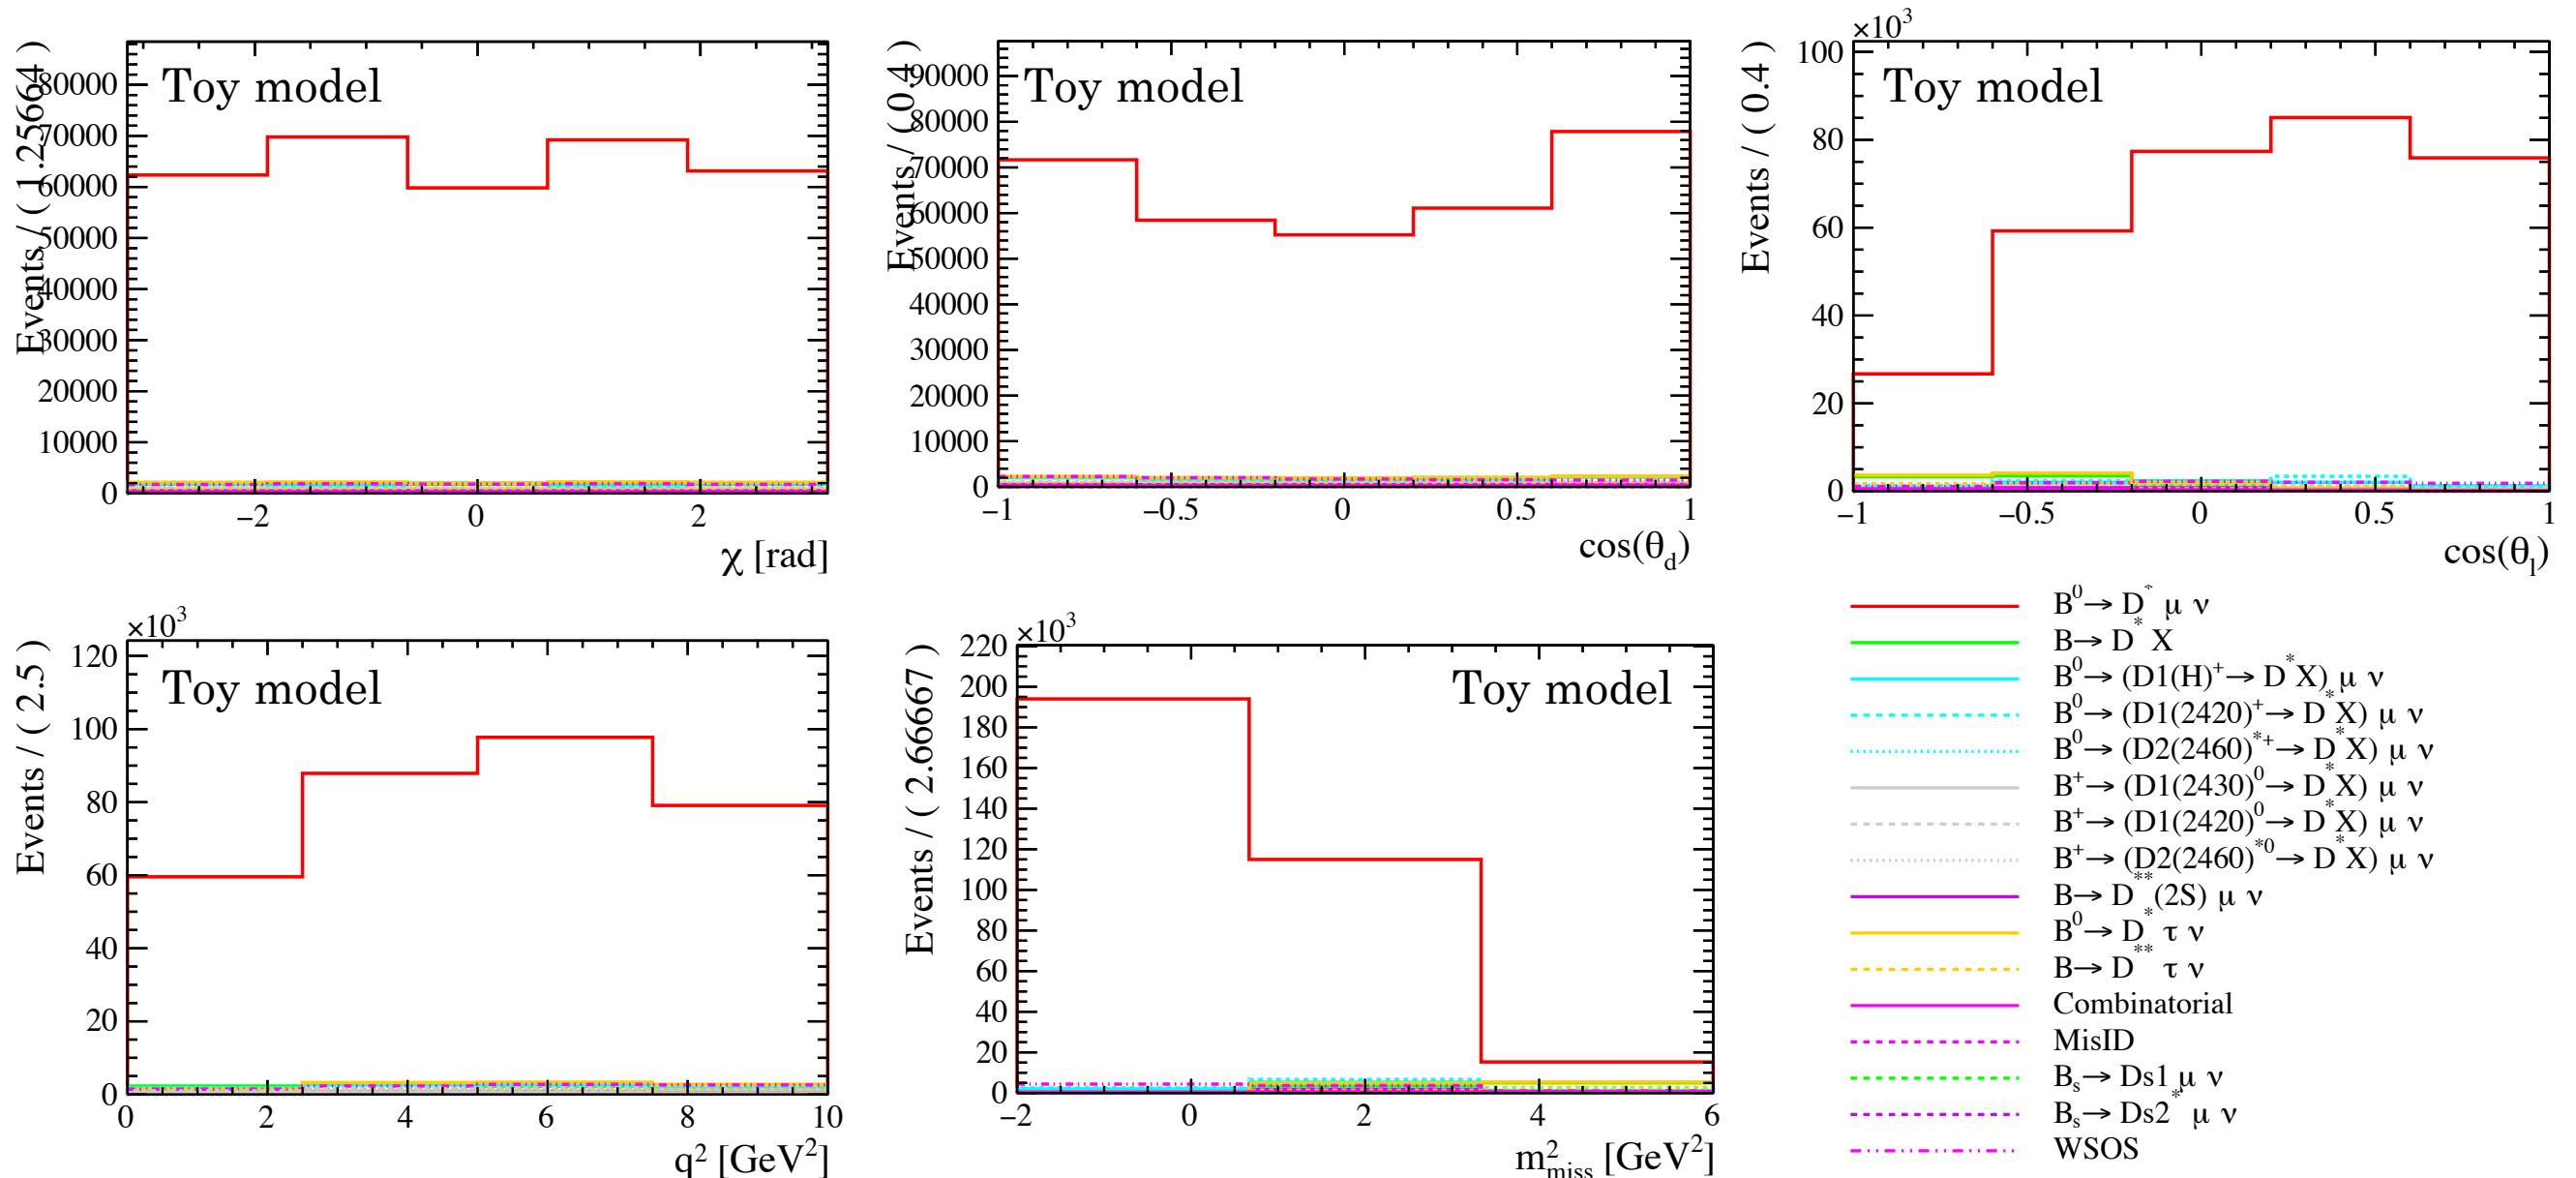 Toy model
Events / ( 1.25664 )
80000
70000
60000
50000
40000
30000
20000
10000
0
−2 0 2
χ [rad]
Toy model
Events / ( 0.4 )
90000
80000
70000
60000
50000
40000
30000
20000
10000
0
−1 −0.5 0 0.5 1
cos(θ_d)
×10³
Toy model
Events / ( 0.4 )
100
80
60
40
20
0
−1 −0.5 0 0.5 1
cos(θ_l)
×10³
Toy model
Events / ( 2.5 )
120
100
80
60
40
20
0
0 2 4 6 8 10
q² [GeV²]
×10³
Toy model
Events / ( 2.66667 )
220
200
180
160
140
120
100
80
60
40
20
0
−2 0 2 4 6
m²_miss [GeV²]
B⁰→ D* μ ν
B→ D* X
B⁰→ (D1(H)⁺→ D*X) μ ν
B⁰→ (D1(2420)⁺→ D*X) μ ν
B⁰→ (D2(2460)*⁺→ D*X) μ ν
B⁺→ (D1(2430)⁰→ D*X) μ ν
B⁺→ (D1(2420)⁰→ D*X) μ ν
B⁺→ (D2(2460)*⁰→ D*X) μ ν
B→ D**(2S) μ ν
B⁰→ D* τ ν
B→ D** τ ν
Combinatorial
MisID
B_s→ Ds1 μ ν
B_s→ Ds2* μ ν
WSOS